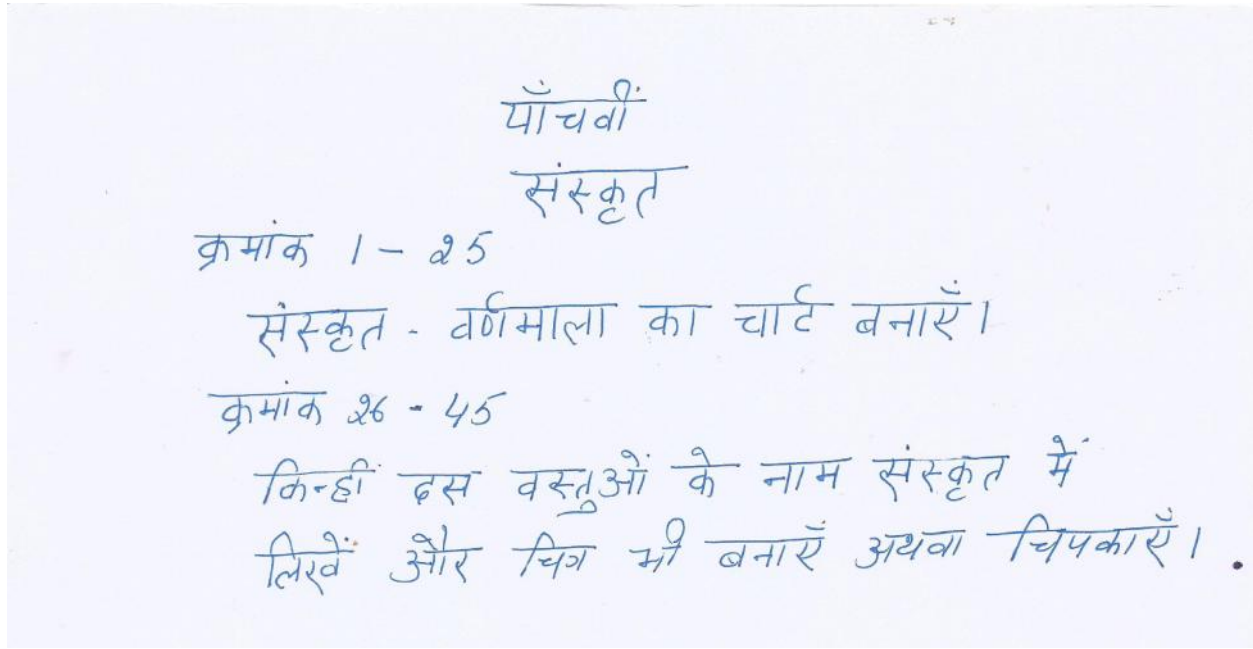 पाँचवीं
संस्कृत
क्रमांक 1 - 25
संस्कृत - वर्णमाला का चार्ट बनाएँ।
क्रमांक 26 - 45
किन्हीं दस वस्तुओं के नाम संस्कृत में
लिखें और चित्र भी बनाएँ अथवा चिपकाएँ।